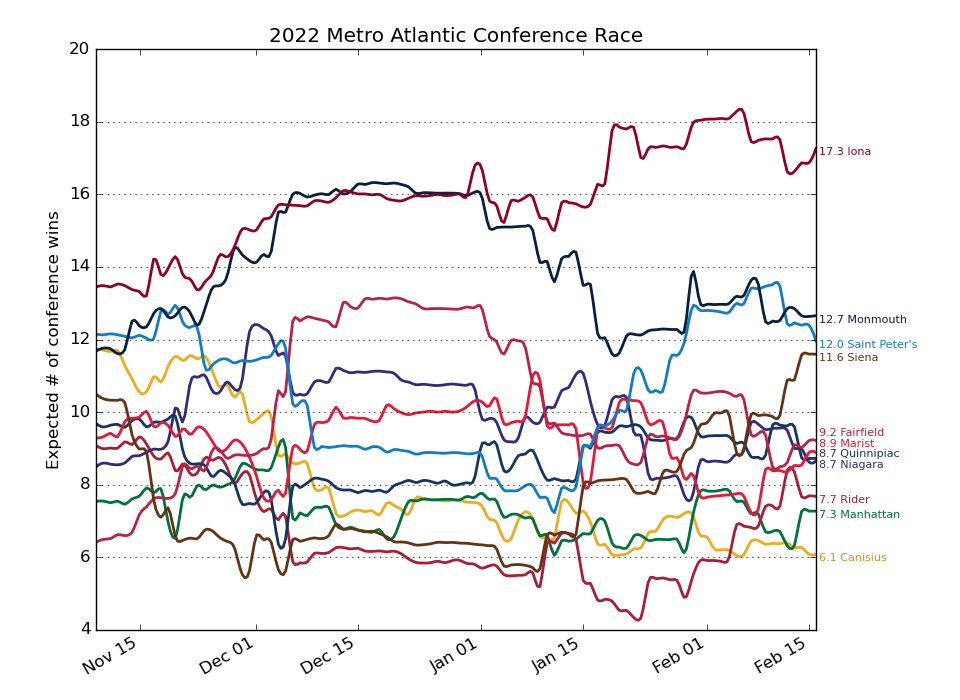 2022 Metro Atlantic Conference Race
Expected # of conference wins
20
18
16
14
12
10
8
6
4
17.3 Iona
12.7 Monmouth
12.0 Saint Peter's
11.6 Siena
9.2 Fairfield
8.9 Marist
8.7 Quinnipiac
8.7 Niagara
7.7 Rider
7.3 Manhattan
6.1 Canisius
Nov 15
Dec 01
Dec 15
Jan 01
Jan 15
Feb 01
Feb 15